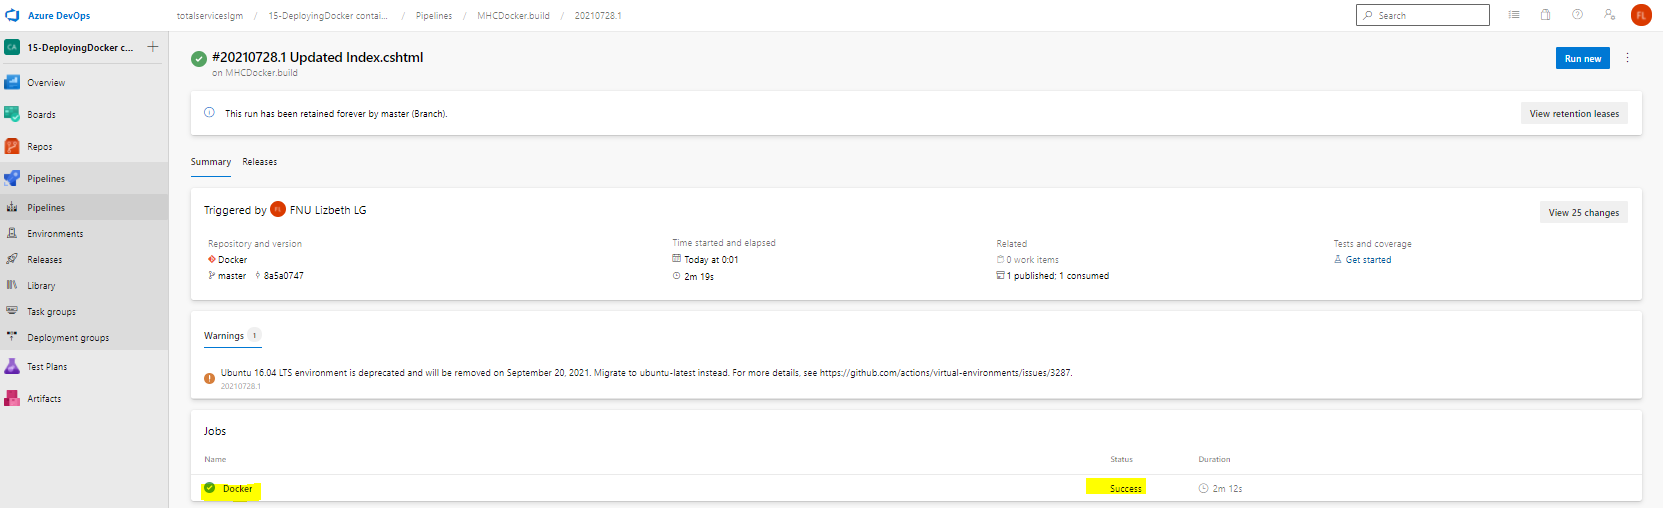 Azure DevOps
totalserviceslgm / 15-DeployingDocker contai... / Pipelines / MHCDocker.build / 20210728.1
Search
FL
CA 15-DeployingDocker c... +
Overview
Boards
Repos
Pipelines
Pipelines
Environments
Releases
Library
Task groups
Deployment groups
Test Plans
Artifacts
#20210728.1 Updated Index.cshtml
on MHCDocker.build
Run new
This run has been retained forever by master (Branch).
View retention leases
Summary Releases
Triggered by FL FNU Lizbeth LG
View 25 changes
Repository and version
Docker
master 8a5a0747
Time started and elapsed
Today at 0:01
2m 19s
Related
0 work items
1 published; 1 consumed
Tests and coverage
Get started
Warnings 1
Ubuntu 16.04 LTS environment is deprecated and will be removed on September 20, 2021. Migrate to ubuntu-latest instead. For more details, see https://github.com/actions/virtual-environments/issues/3287.
20210728.1
Jobs
Name Status Duration
Docker Success 2m 12s